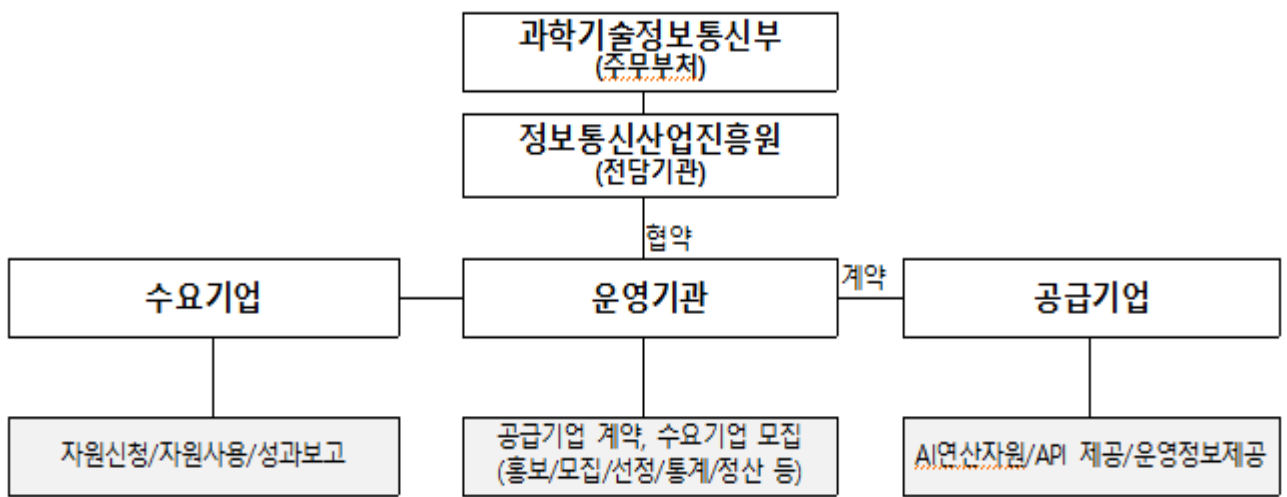 과학기술정보통신부
(주무부처)
정보통신산업진흥원
(전담기관)
협약
수요기업
운영기관
계약
공급기업
자원신청/자원사용/성과보고
공급기업 계약, 수요기업 모집
(홍보/모집/선정/통계/정산 등)
AI연산자원/API 제공/운영정보제공